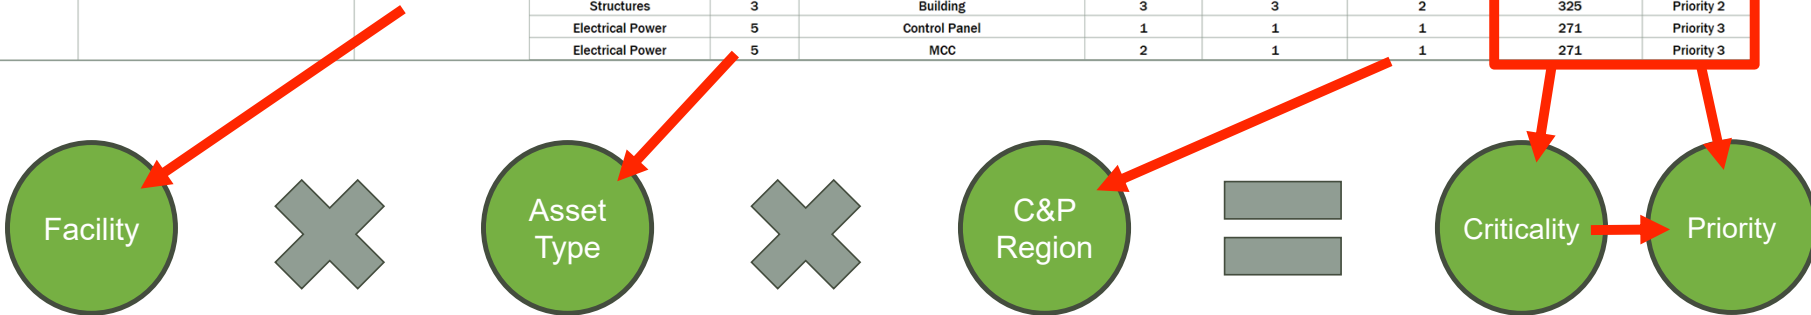 Structures 3 Building 3 3 2 325 Priority 2
Electrical Power 5 Control Panel 1 1 1 271 Priority 3
Electrical Power 5 MCC 2 1 1 271 Priority 3
Facility
Asset
Type
C&P
Region
Criticality
Priority